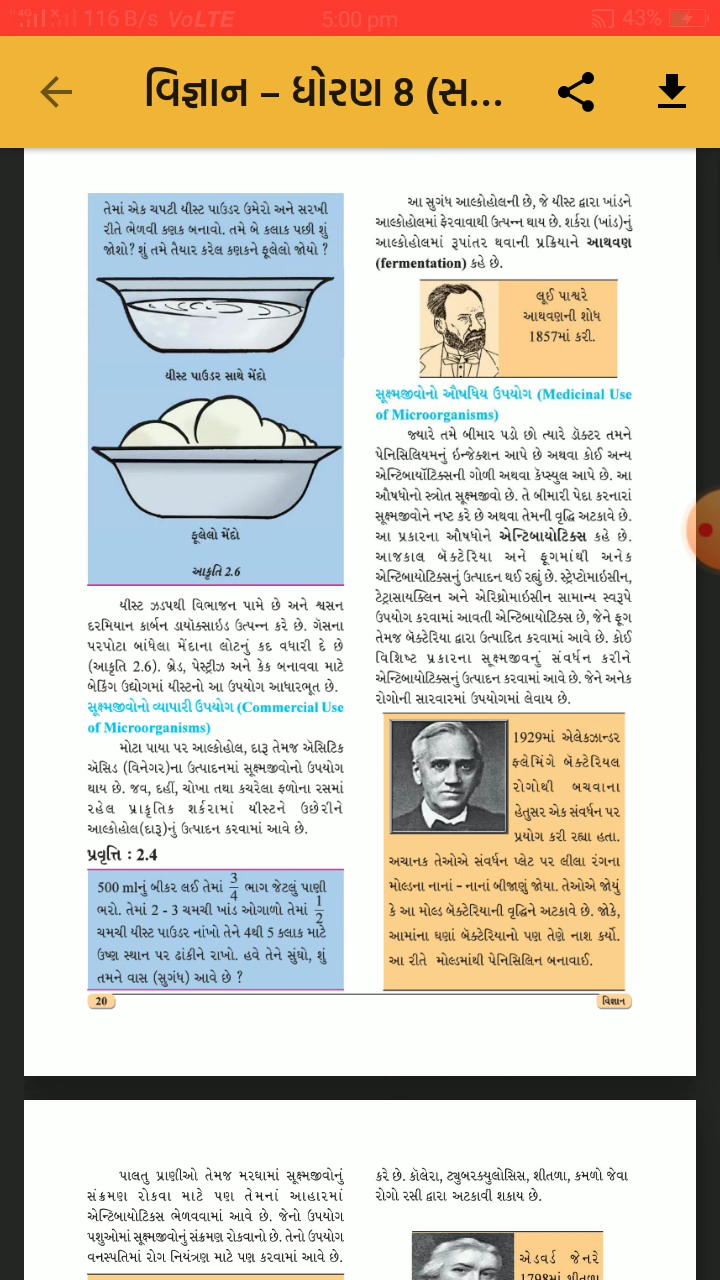 4G
116 B/s VoLTE
5:00 pm
43%
વિજ્ઞાન – ધોરણ 8 (સ...
તેમાં એક ચપટી યીસ્ટ પાઉડર ઉમેરો અને સરખી
રીતે ભેળવી કણક બનાવો. તમે બે કલાક પછી શું
જોશો? શું તમે તૈયાર કરેલ કણકને ફૂલેલો જોયો ?
યીસ્ટ પાઉડર સાથે મેંદો
ફૂલેલો મેંદો
આકૃતિ 2.6
યીસ્ટ ઝડપથી વિભાજન પામે છે અને શ્વસન
દરમિયાન કાર્બન ડાયૉક્સાઇડ ઉત્પન્ન કરે છે. ગૅસના
પરપોટા બાંધેલા મેંદાના લોટનું કદ વધારી દે છે
(આકૃતિ 2.6). બ્રેડ, પેસ્ટ્રીઝ અને કેક બનાવવા માટે
બેકિંગ ઉદ્યોગમાં યીસ્ટનો આ ઉપયોગ આધારભૂત છે.
સૂક્ષ્મજીવોનો વ્યાપારી ઉપયોગ (Commercial Use
of Microorganisms)
મોટા પાયા પર આલ્કોહોલ, દારૂ તેમજ ઍસિટિક
ઍસિડ (વિનેગર)ના ઉત્પાદનમાં સૂક્ષ્મજીવોનો ઉપયોગ
થાય છે. જવ, દહીં, ચોખા તથા કચરેલા ફળોના રસમાં
રહેલ પ્રાકૃતિક શર્કરામાં યીસ્ટને ઉછેરીને
આલ્કોહોલ(દારૂ)નું ઉત્પાદન કરવામાં આવે છે.
પ્રવૃત્તિ : 2.4
500 mlનું બીકર લઈ તેમાં 3/4 ભાગ જેટલું પાણી
ભરો. તેમાં 2 - 3 ચમચી ખાંડ ઓગાળો તેમાં 1/2
ચમચી યીસ્ટ પાઉડર નાંખો તેને 4થી 5 કલાક માટે
ઉષ્ણ સ્થાન પર ઢાંકીને રાખો. હવે તેને સુંઘો, શું
તમને વાસ (સુગંધ) આવે છે ?
20
આ સુગંધ આલ્કોહોલની છે, જે યીસ્ટ દ્વારા ખાંડને
આલ્કોહોલમાં ફેરવાવાથી ઉત્પન્ન થાય છે. શર્કરા (ખાંડ)નું
આલ્કોહોલમાં રૂપાંતર થવાની પ્રક્રિયાને આથવણ
(fermentation) કહે છે.
લૂઈ પાશ્ચરે
આથવણની શોધ
1857માં કરી.
સૂક્ષ્મજીવોનો ઔષધિય ઉપયોગ (Medicinal Use
of Microorganisms)
જ્યારે તમે બીમાર પડો છો ત્યારે ડૉક્ટર તમને
પેનિસિલિયમનું ઇન્જેક્શન આપે છે અથવા કોઈ અન્ય
એન્ટિબાયૉટિક્સની ગોળી અથવા કૅપ્સ્યુલ આપે છે. આ
ઔષધોનો સ્ત્રોત સૂક્ષ્મજીવો છે. તે બીમારી પેદા કરનારાં
સૂક્ષ્મજીવોને નષ્ટ કરે છે અથવા તેમની વૃદ્ધિ અટકાવે છે.
આ પ્રકારના ઔષધોને એન્ટિબાયોટિક્સ કહે છે.
આજકાલ બૅક્ટેરિયા અને ફૂગમાંથી અનેક
એન્ટિબાયોટિક્સનું ઉત્પાદન થઈ રહ્યું છે. સ્ટ્રેપ્ટોમાઇસીન,
ટેટ્રાસાયક્લિન અને એરિથ્રોમાઇસીન સામાન્ય સ્વરૂપે
ઉપયોગ કરવામાં આવતી એન્ટિબાયોટિક્સ છે, જેને ફૂગ
તેમજ બૅક્ટેરિયા દ્વારા ઉત્પાદિત કરવામાં આવે છે. કોઈ
વિશિષ્ટ પ્રકારના સૂક્ષ્મજીવનું સંવર્ધન કરીને
એન્ટિબાયોટિક્સનું ઉત્પાદન કરવામાં આવે છે. જેને અનેક
રોગોની સારવારમાં ઉપયોગમાં લેવાય છે.
1929માં એલેક્ઝાન્ડર
ફ્લેમિંગે બૅક્ટેરિયલ
રોગોથી બચવાના
હેતુસર એક સંવર્ધન પર
પ્રયોગ કરી રહ્યા હતા.
અચાનક તેઓએ સંવર્ધન પ્લેટ પર લીલા રંગના
મોલ્ડના નાનાં - નાનાં બીજાણું જોયા. તેઓએ જોયું
કે આ મોલ્ડ બૅક્ટેરિયાની વૃદ્ધિને અટકાવે છે. જોકે,
આમાંના ઘણાં બૅક્ટેરિયાનો પણ તેણે નાશ કર્યો.
આ રીતે મોલ્ડમાંથી પેનિસિલિન બનાવાઈ.
વિજ્ઞાન
પાલતુ પ્રાણીઓ તેમજ મરઘામાં સૂક્ષ્મજીવોનું
સંક્રમણ રોકવા માટે પણ તેમનાં આહારમાં
એન્ટિબાયોટિક્સ ભેળવવામાં આવે છે. જેનો ઉપયોગ
પશુઓમાં સૂક્ષ્મજીવોનું સંક્રમણ રોકવાનો છે. તેનો ઉપયોગ
વનસ્પતિમાં રોગ નિયંત્રણ માટે પણ કરવામાં આવે છે.
કરે છે. કૉલેરા, ટ્યુબરક્યુલોસિસ, શીતળા, કમળો જેવા
રોગો રસી દ્વારા અટકાવી શકાય છે.
એડવર્ડ જેનરે
1798માં શીતળા